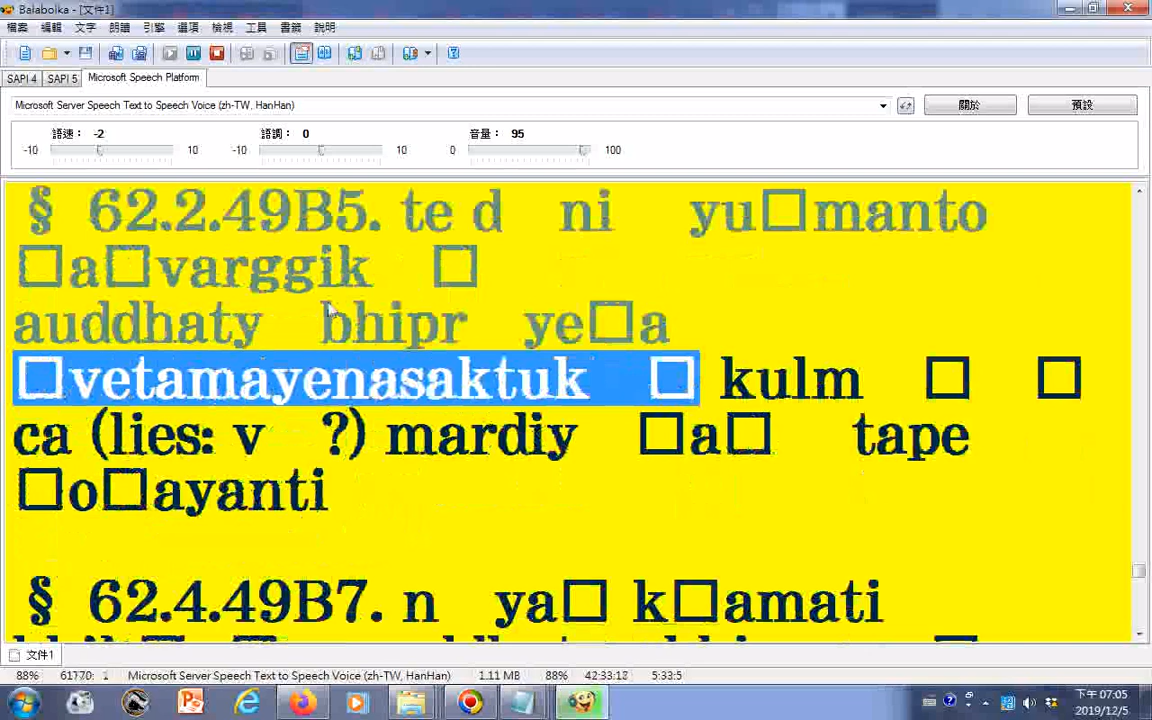 Balabolka - [文件1]
檔案 編輯 文字 朗讀 引擎 選項 檢視 工具 書籤 說明
SAPI 4 SAPI 5 Microsoft Speech Platform
Microsoft Server Speech Text to Speech Voice (zh-TW, HanHan) 關於 預設
語速： -2 語調： 0 音量： 95
-10 10 -10 10 0 100
§ 62.2.49B5. te d ni yu□manto
□a□varggik □
auddhaty bhipr ye□a
□vetamayenasaktuk □ kulm □ □
ca (lies: v ?) mardiy □a□ tape
□o□ayanti
§ 62.4.49B7. n ya□ k□amati
文件1
88% 61770: 1 Microsoft Server Speech Text to Speech Voice (zh-TW, HanHan) 1.11 MB 88% 42:33:18 5:33:5
下午 07:05
2019/12/5